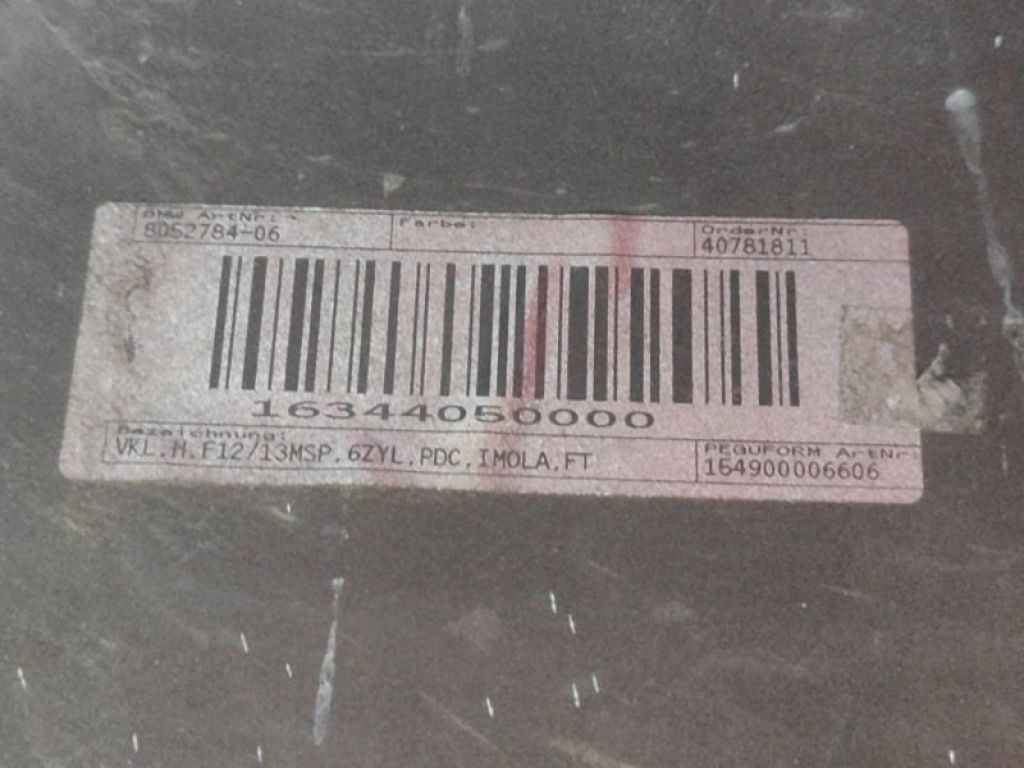 BMW ArtNr:
8052784-06
Farbe:
OrderNr:
40781811
16344050000
Bezeichnung:
VKL.H.F12/13MSP.6ZYL.PDC.IMOLA.FT
PEGUFORM ArtNr:
154900006606